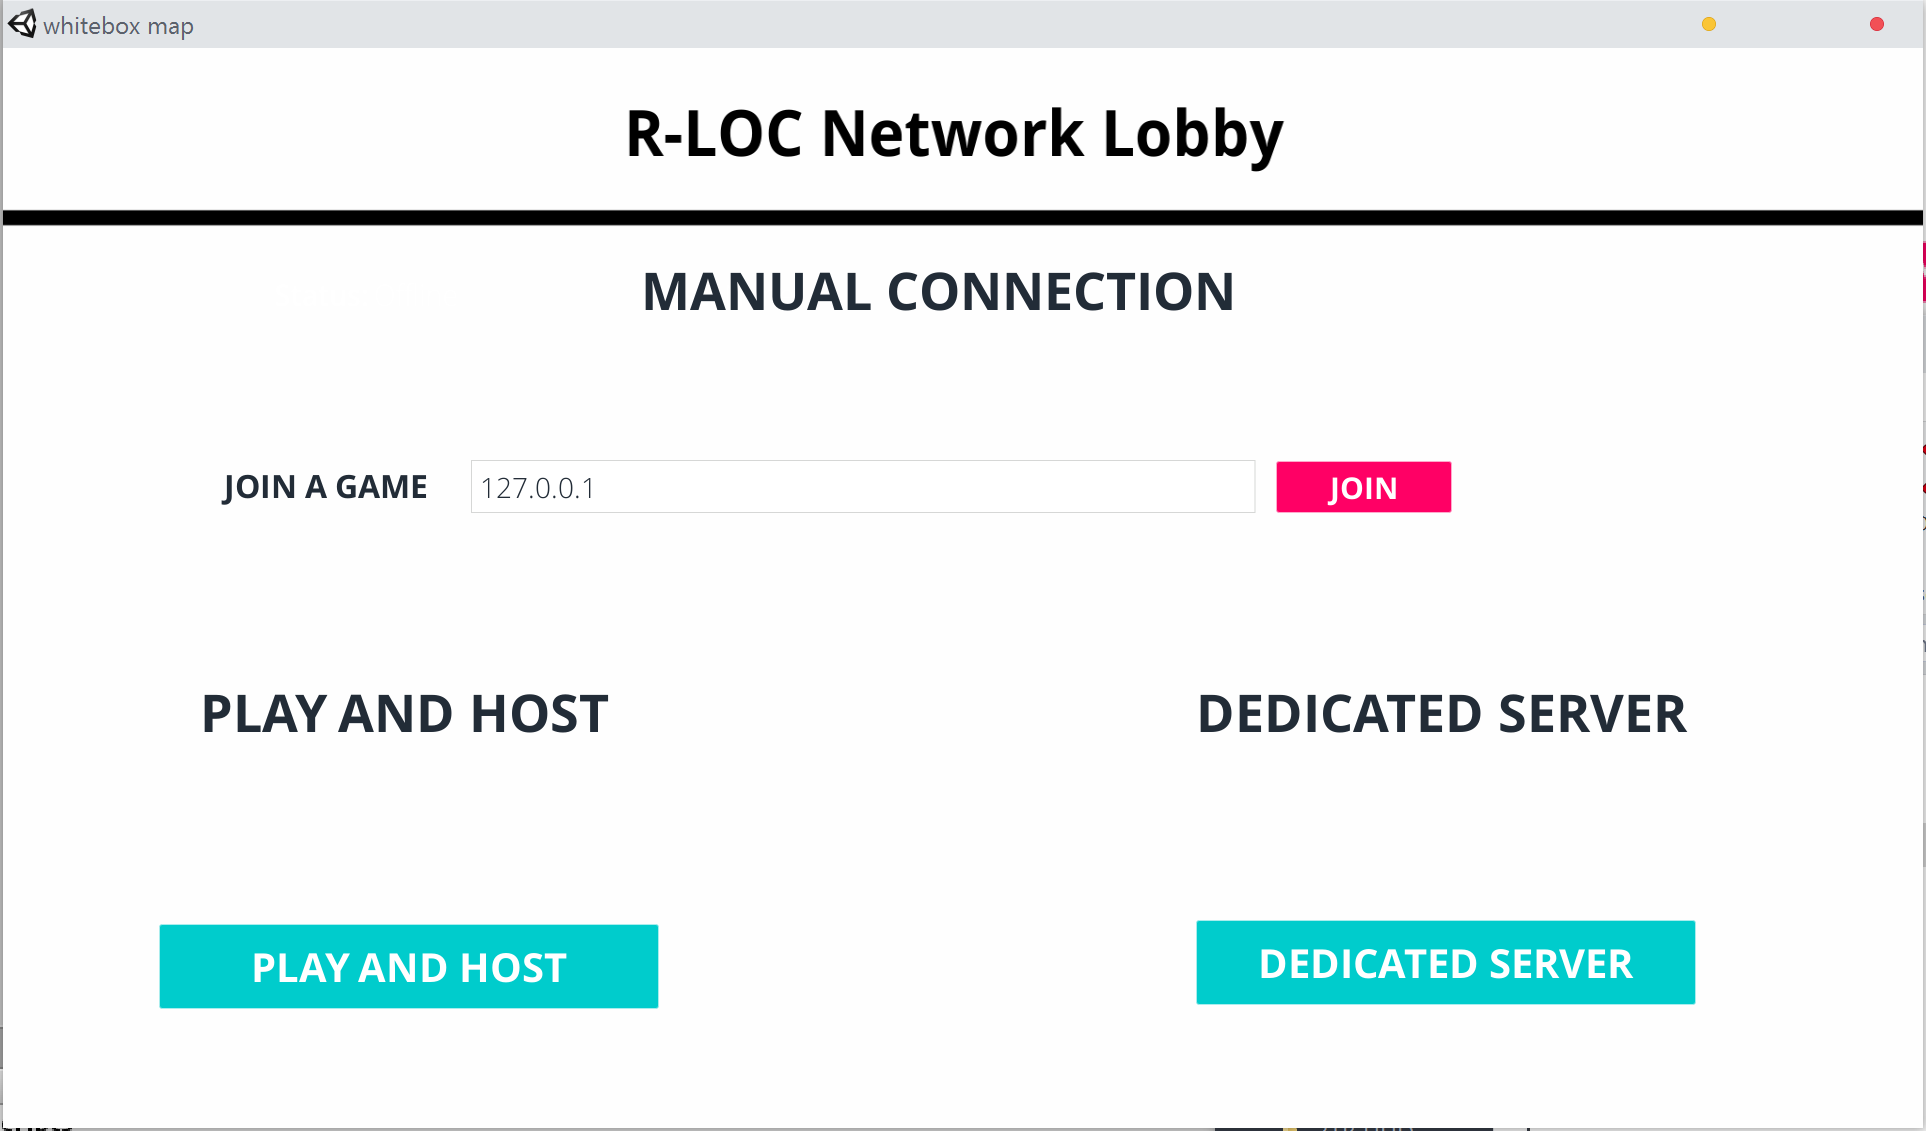 whitebox map
R-LOC Network Lobby
MANUAL CONNECTION
JOIN A GAME
127.0.0.1
JOIN
PLAY AND HOST
DEDICATED SERVER
PLAY AND HOST
DEDICATED SERVER